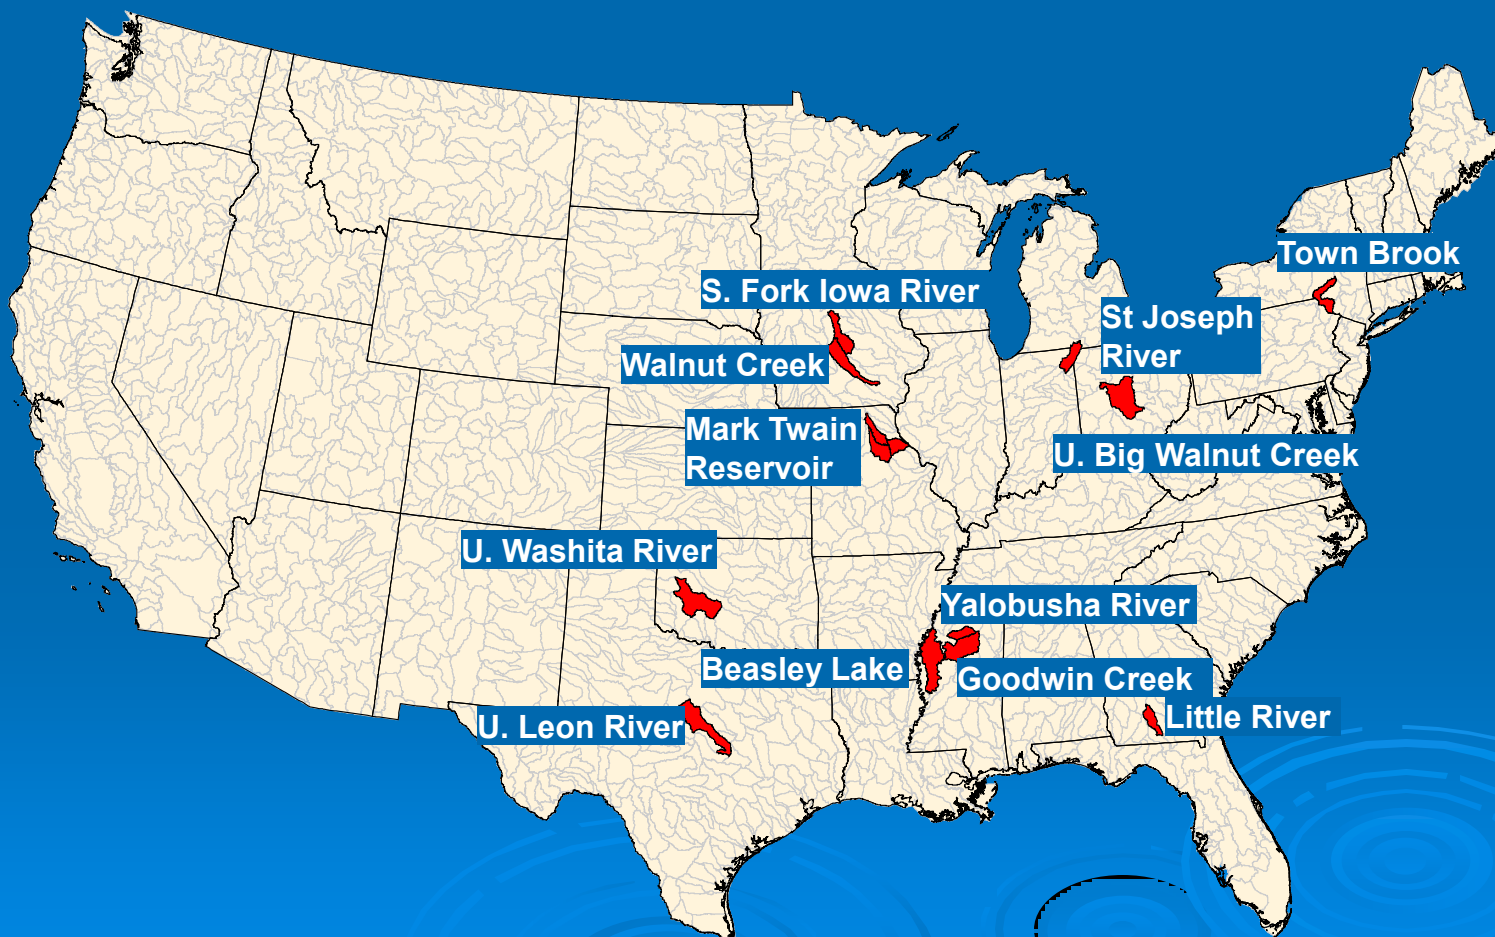 Town Brook
S. Fork Iowa River
St Joseph
River
Walnut Creek
Mark Twain
Reservoir
U. Big Walnut Creek
U. Washita River
Yalobusha River
Beasley Lake
Goodwin Creek
Little River
U. Leon River